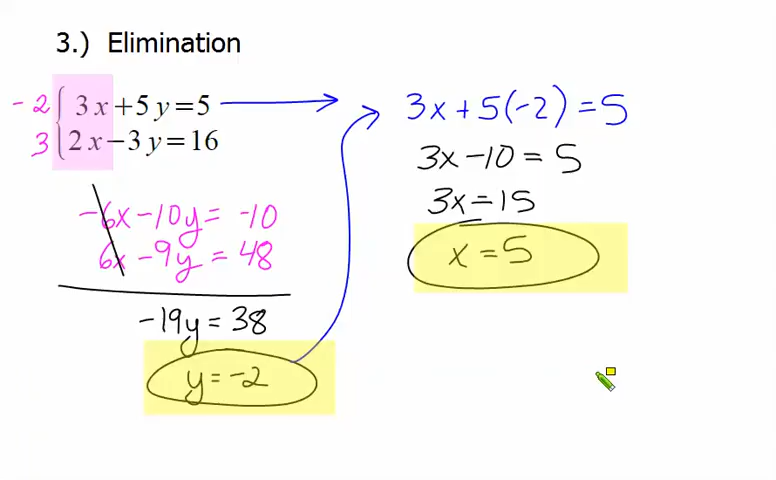 3.) Elimination
-2 3x+5y=5
3 2x-3y=16
-6x -10y = -10
6x -9y = 48
-19y = 38
y = -2
3x + 5(-2) = 5
3x -10 = 5
3x = 15
x = 5